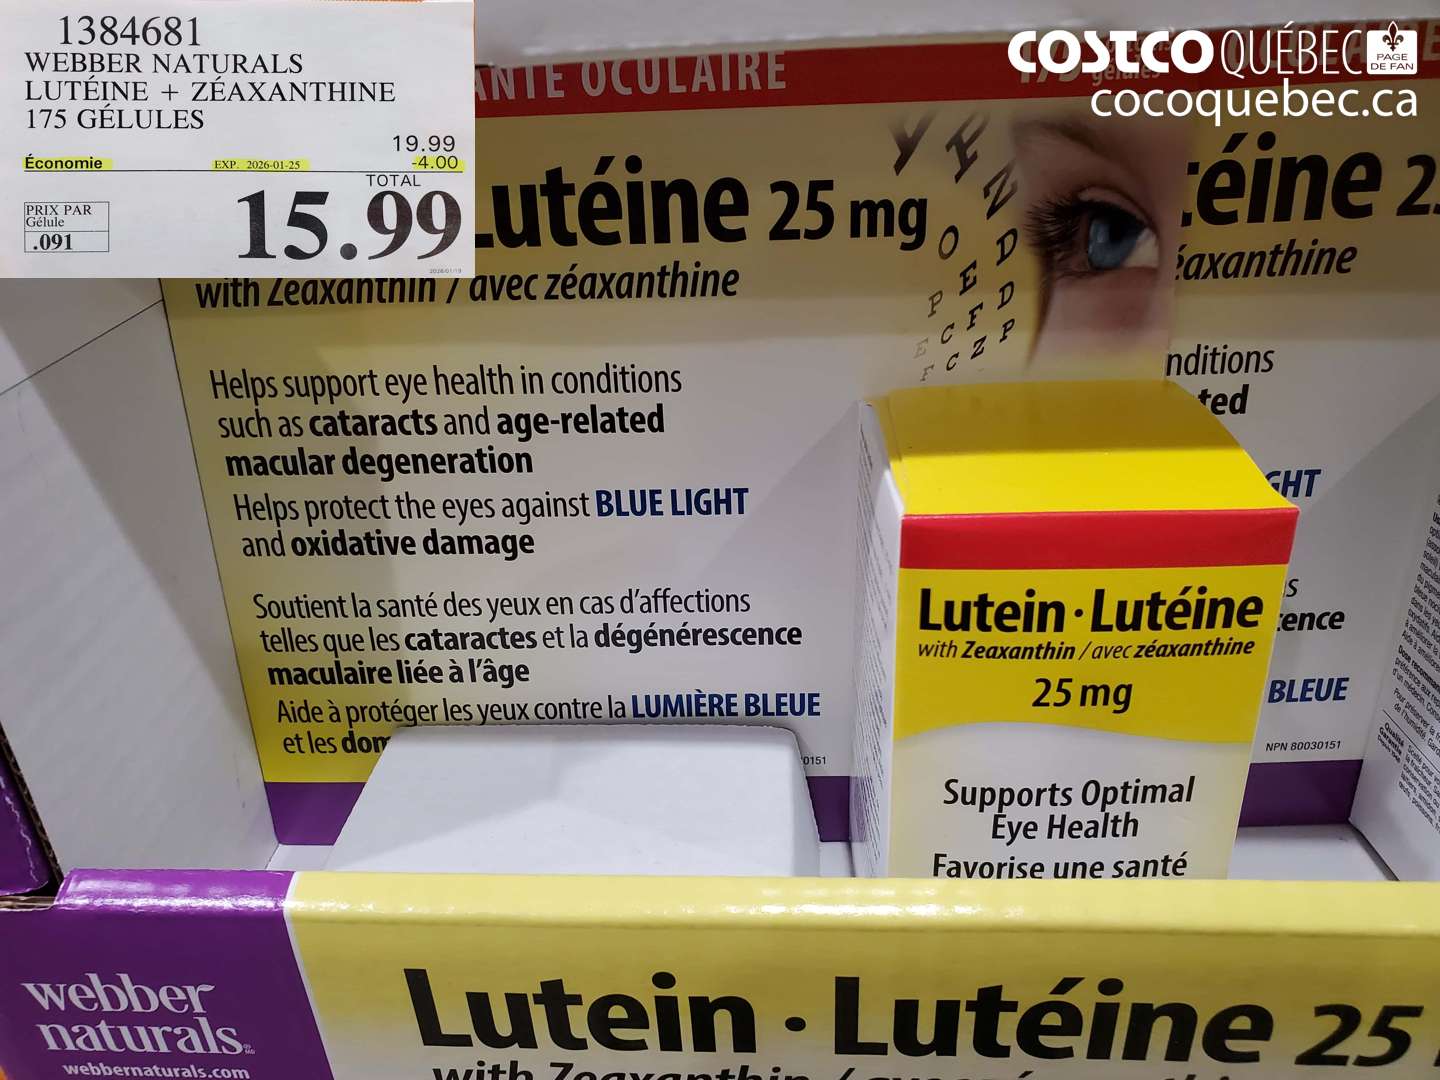 1384681
WEBBER NATURALS
LUTÉINE + ZÉAXANTHINE
175 GÉLULES
19.99
Économie EXP. 2026-01-25 -4.00
TOTAL
15.99
PRIX PAR
Gélule
.091
2026/01/19
COSTCO QUÉBEC PAGE DE FAN
cocoquebec.ca
OCULAIRE
Lutéine 25 mg
with Zeaxanthin / avec zéaxanthine
Helps support eye health in conditions
such as cataracts and age-related
macular degeneration
Helps protect the eyes against BLUE LIGHT
and oxidative damage
Soutient la santé des yeux en cas d'affections
telles que les cataractes et la dégénérescence
maculaire liée à l'âge
Aide à protéger les yeux contre la LUMIÈRE BLEUE
et les
Lutein · Lutéine
with Zeaxanthin / avec zéaxanthine
25 mg
Supports Optimal
Eye Health
Favorise une santé
BLEUE
NPN 80030151
webber
naturals
webbernaturals.com
Lutein · Lutéine 25
with Zeaxanthin /